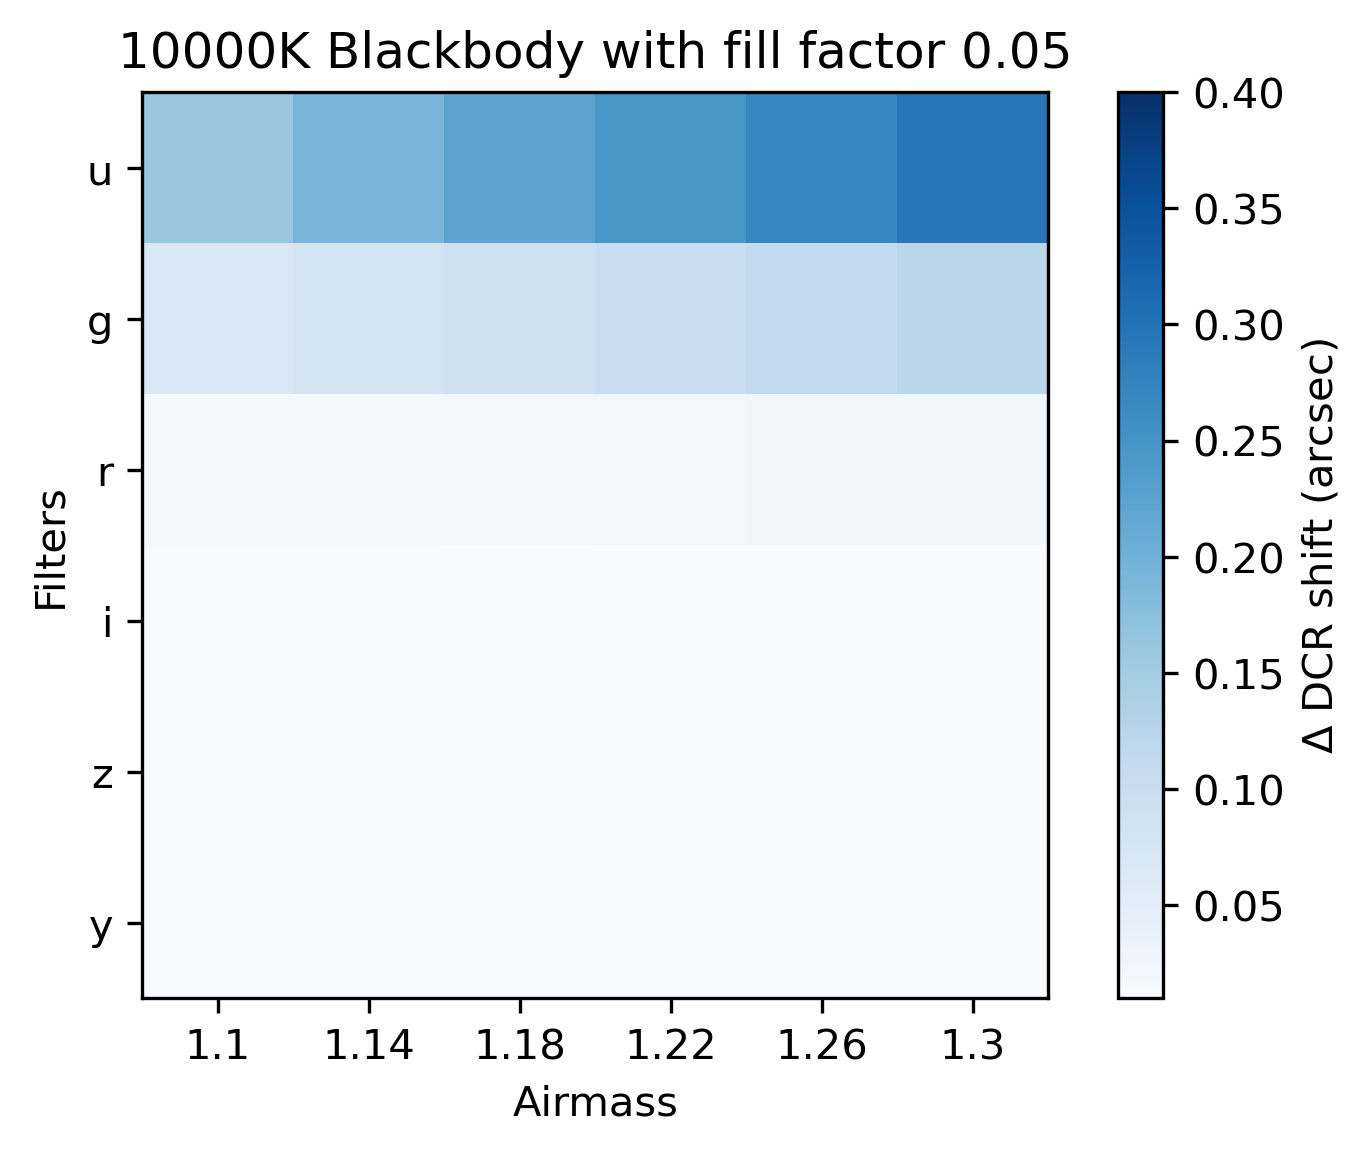 10000K Blackbody with fill factor 0.05
u
g
r
i
z
y
Filters
1.1
1.14
1.18
1.22
1.26
1.3
Airmass
0.40
0.35
0.30
0.25
0.20
0.15
0.10
0.05
Δ DCR shift (arcsec)